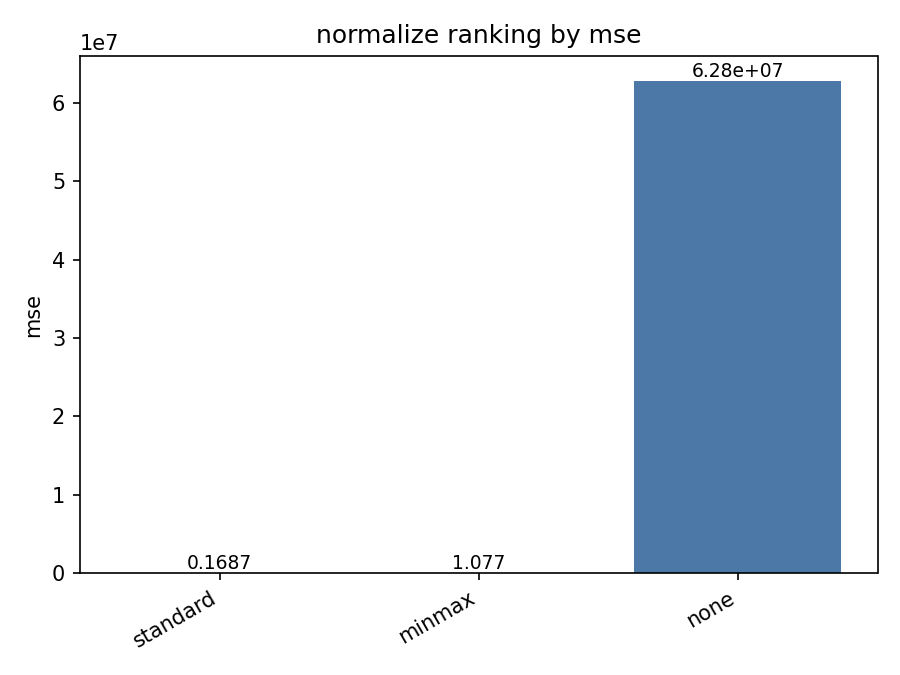 normalize ranking by mse
1e7
6.28e+07
6
5
4
3
2
1
0
mse
0.1687
1.077
standard
minmax
none